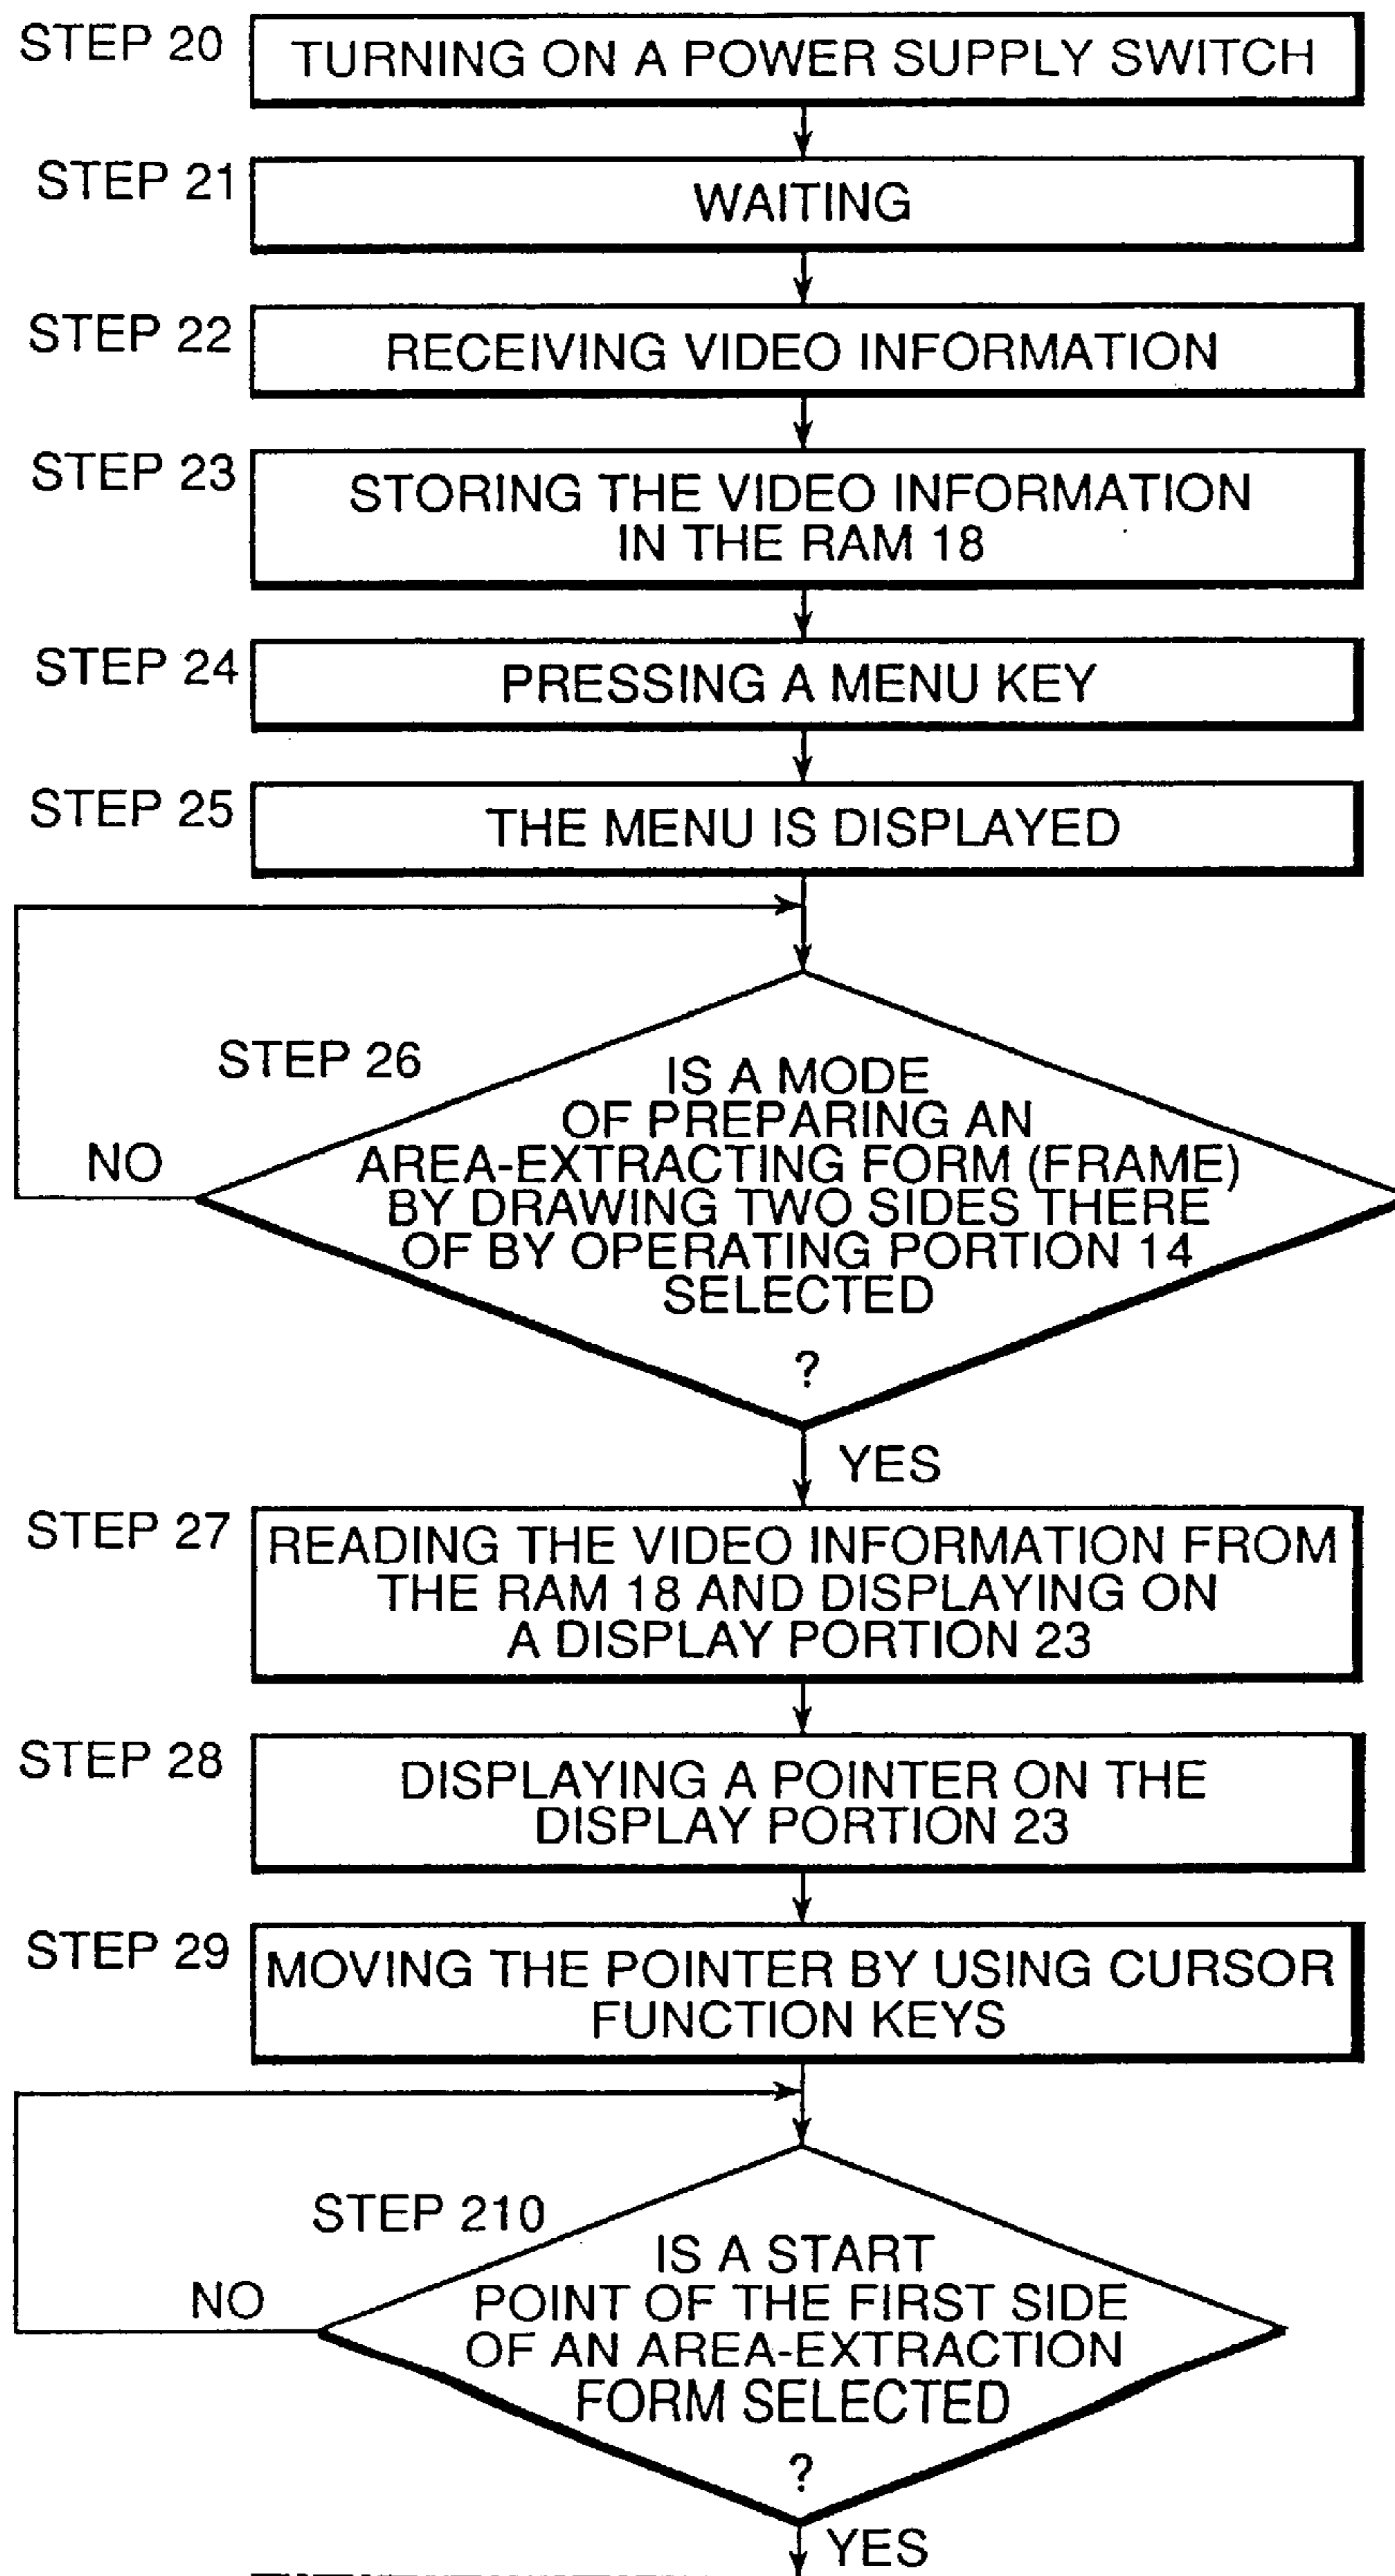 STEP 20
TURNING ON A POWER SUPPLY SWITCH
STEP 21
WAITING
STEP 22
RECEIVING VIDEO INFORMATION
STEP 23
STORING THE VIDEO INFORMATION
IN THE RAM 18
STEP 24
PRESSING A MENU KEY
STEP 25
THE MENU IS DISPLAYED
STEP 26
IS A MODE
OF PREPARING AN
AREA-EXTRACTING FORM (FRAME)
BY DRAWING TWO SIDES THERE
OF BY OPERATING PORTION 14
SELECTED
?
NO
YES
STEP 27
READING THE VIDEO INFORMATION FROM
THE RAM 18 AND DISPLAYING ON
A DISPLAY PORTION 23
STEP 28
DISPLAYING A POINTER ON THE
DISPLAY PORTION 23
STEP 29
MOVING THE POINTER BY USING CURSOR
FUNCTION KEYS
STEP 210
IS A START
POINT OF THE FIRST SIDE
OF AN AREA-EXTRACTION
FORM SELECTED
?
NO
YES